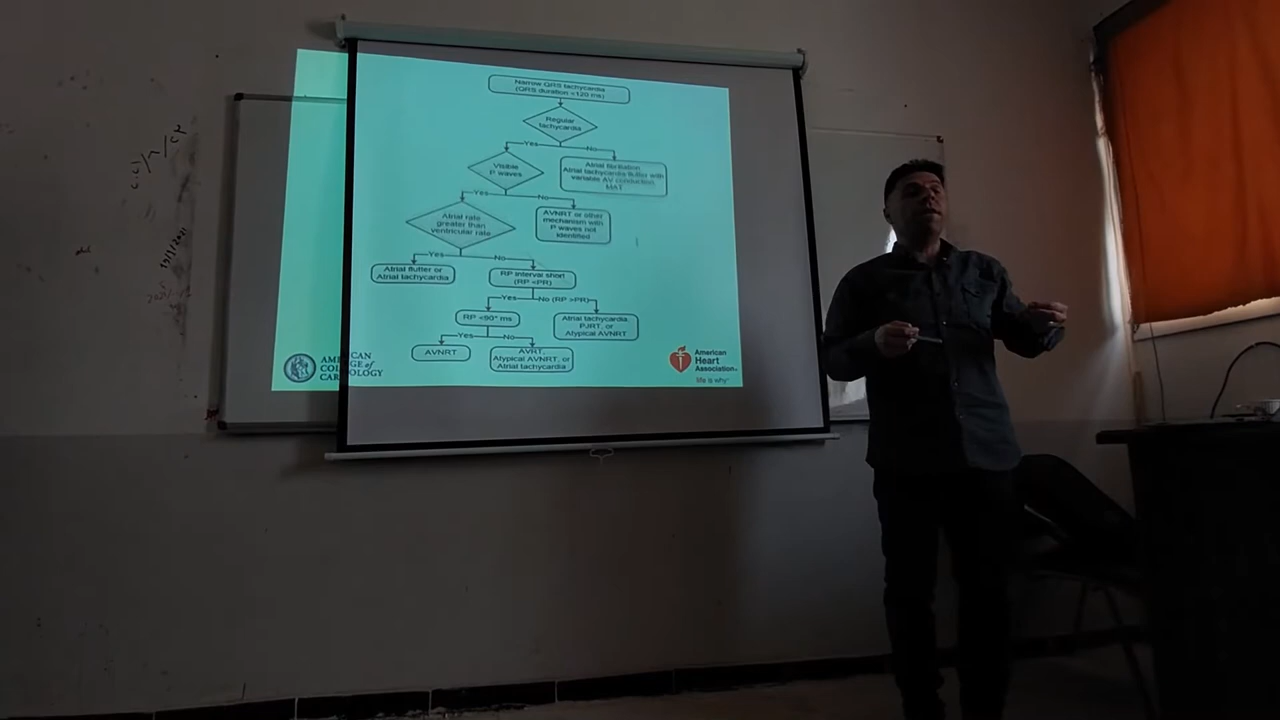 Narrow QRS tachycardia
(QRS duration <120 ms)
Regular
tachycardia
Yes
No
Visible
P waves
Atrial fibrillation
Atrial tachycardia/flutter with
variable AV conduction
MAT
Yes
No
Atrial rate
greater than
ventricular rate
AVNRT or other
mechanism with
P waves not
identified
Yes
No
Atrial flutter or
Atrial tachycardia
RP interval short
(RP <PR)
Yes
No (RP >PR)
RP <90* ms
Atrial tachycardia
PJRT, or
Atypical AVNRT
Yes
No
AVNRT
AVRT,
Atypical AVNRT, or
Atrial tachycardia
AMERICAN
COLLEGE of
CARDIOLOGY
American
Heart
Association®
life is why™